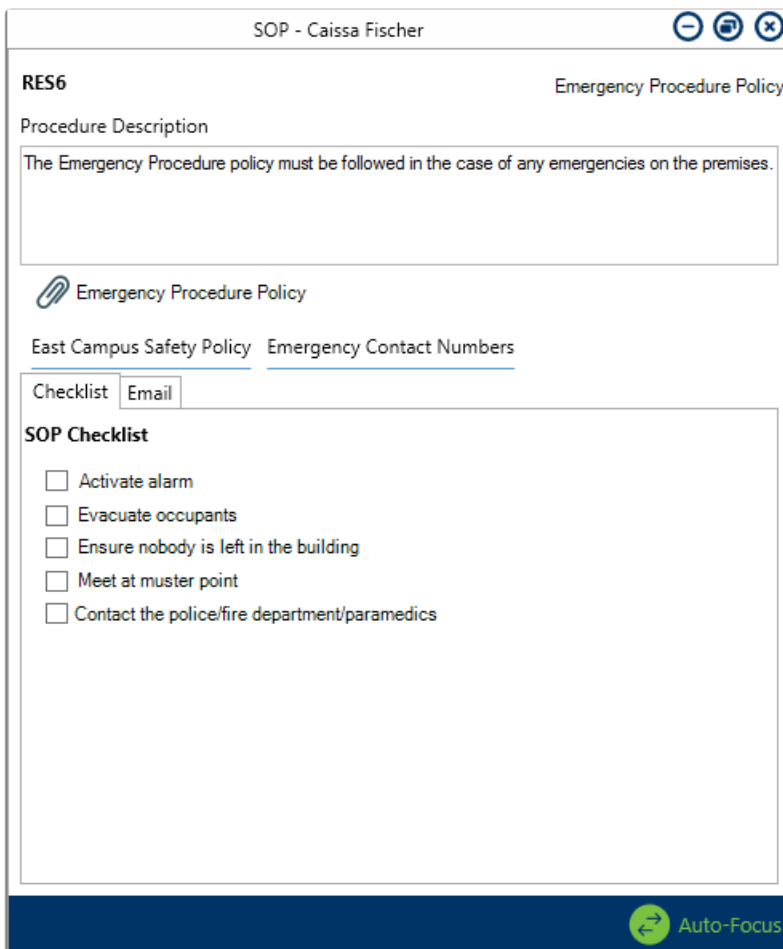 SOP - Caissa Fischer
RES6
Emergency Procedure Policy
Procedure Description
The Emergency Procedure policy must be followed in the case of any emergencies on the premises.
Emergency Procedure Policy
East Campus Safety Policy Emergency Contact Numbers
Checklist Email
SOP Checklist
Activate alarm
Evacuate occupants
Ensure nobody is left in the building
Meet at muster point
Contact the police/fire department/paramedics
Auto-Focus